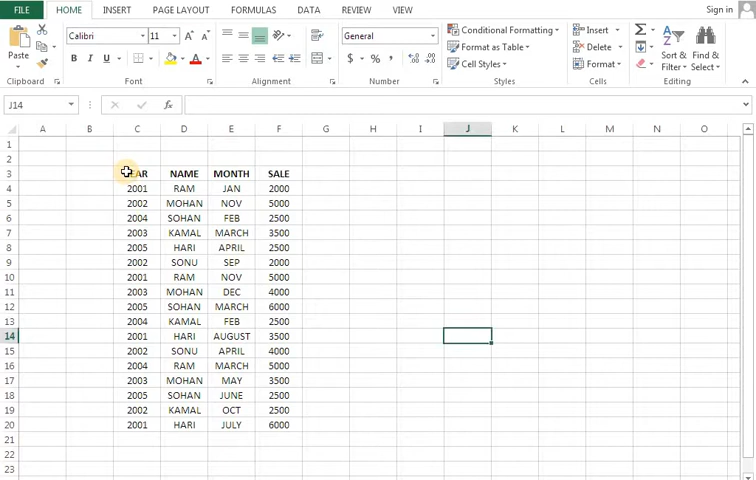 FILE HOME INSERT PAGE LAYOUT FORMULAS DATA REVIEW VIEW Sign in
Calibri 11 General Conditional Formatting Insert
Paste B I U A $ % , Format as Table Delete Sort & Filter Find & Select
Cell Styles Format
Clipboard Font Alignment Number Styles Cells Editing
J14 fx
A B C D E F G H I J K L M N O
1
2
3 YEAR NAME MONTH SALE
4 2001 RAM JAN 2000
5 2002 MOHAN NOV 5000
6 2004 SOHAN FEB 2500
7 2003 KAMAL MARCH 3500
8 2005 HARI APRIL 2500
9 2002 SONU SEP 2000
10 2001 RAM NOV 5000
11 2003 MOHAN DEC 4000
12 2005 SOHAN MARCH 6000
13 2004 KAMAL FEB 2500
14 2001 HARI AUGUST 3500
15 2002 SONU APRIL 4000
16 2004 RAM MARCH 5000
17 2003 MOHAN MAY 3500
18 2005 SOHAN JUNE 2500
19 2002 KAMAL OCT 2500
20 2001 HARI JULY 6000
21
22
23